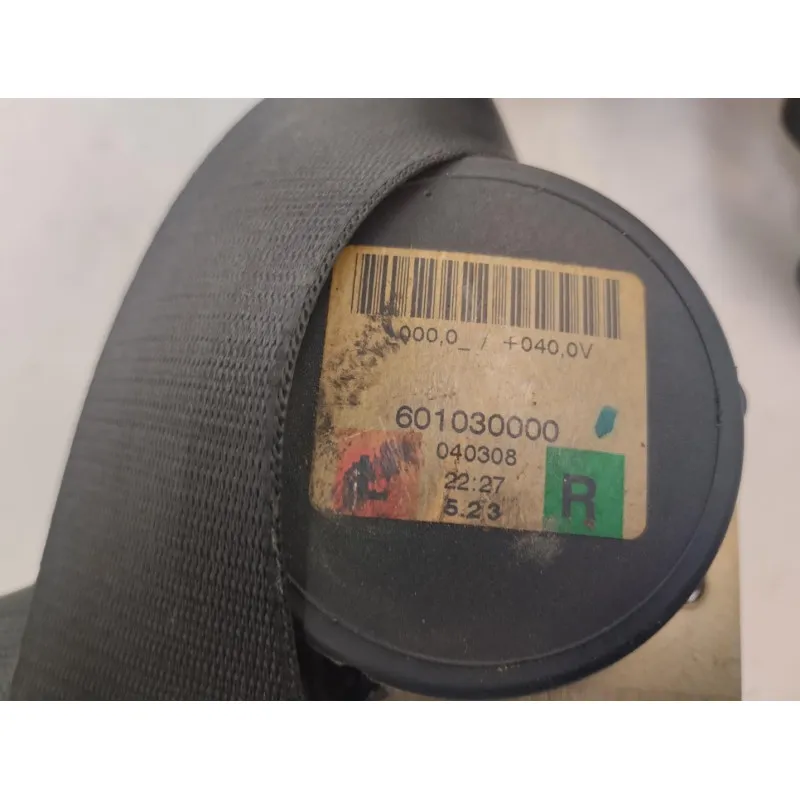 000,0_ / +040,0V
601030000
040308
L 22:27 R
5.23